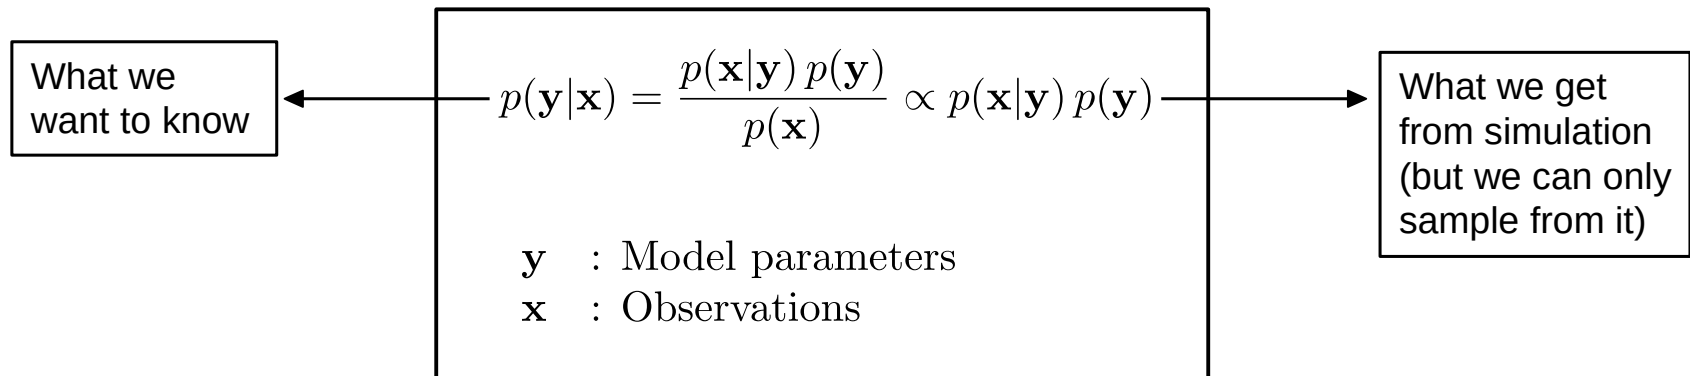 What we
want to know
p(y|x) = p(x|y) p(y) / p(x) ∝ p(x|y) p(y)
What we get
from simulation
(but we can only
sample from it)
y : Model parameters
x : Observations